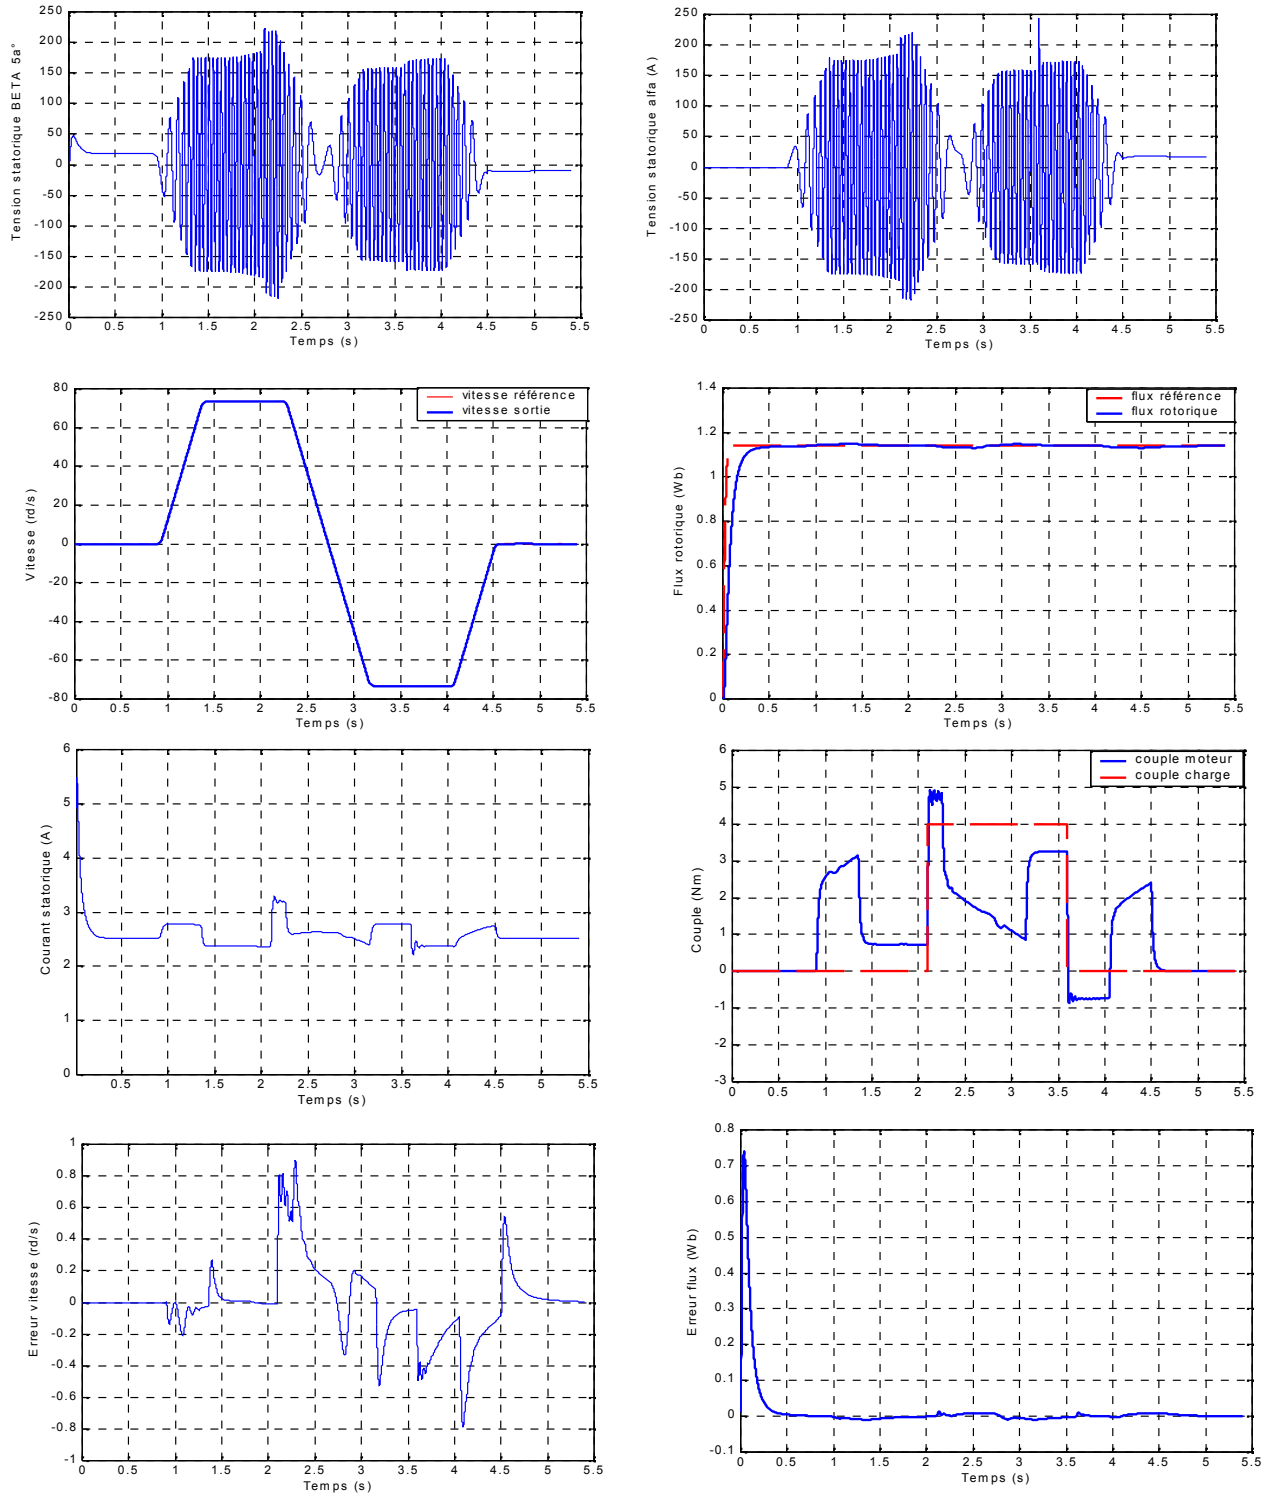 Tension statorique BETA 5a°
250
200
150
100
50
0
-50
-100
-150
-200
-250
0 0.5 1 1.5 2 2.5 3 3.5 4 4.5 5 5.5
Temps (s)
Tension statorique alfa (A)
250
200
150
100
50
0
-50
-100
-150
-200
-250
0 0.5 1 1.5 2 2.5 3 3.5 4 4.5 5 5.5
Temps (s)
Vitesse (rd/s)
80
60
40
20
0
-20
-40
-60
-80
vitesse référence
vitesse sortie
0 0.5 1 1.5 2 2.5 3 3.5 4 4.5 5 5.5
Temps (s)
Flux rotorique (Wb)
1.4
1.2
1
0.8
0.6
0.4
0.2
0
flux référence
flux rotorique
0 0.5 1 1.5 2 2.5 3 3.5 4 4.5 5 5.5
Temps (s)
Courant statorique (A)
6
5
4
3
2
1
0
0.5 1 1.5 2 2.5 3 3.5 4 4.5 5 5.5
Temps (s)
Couple (Nm)
6
5
4
3
2
1
0
-1
-2
-3
couple moteur
couple charge
0 0.5 1 1.5 2 2.5 3 3.5 4 4.5 5 5.5
Temps (s)
Erreur vitesse (rd/s)
1
0.8
0.6
0.4
0.2
0
-0.2
-0.4
-0.6
-0.8
-1
0 0.5 1 1.5 2 2.5 3 3.5 4 4.5 5 5.5
Temps (s)
Erreur flux (Wb)
0.8
0.7
0.6
0.5
0.4
0.3
0.2
0.1
0
-0.1
0 0.5 1 1.5 2 2.5 3 3.5 4 4.5 5 5.5
Temps (s)